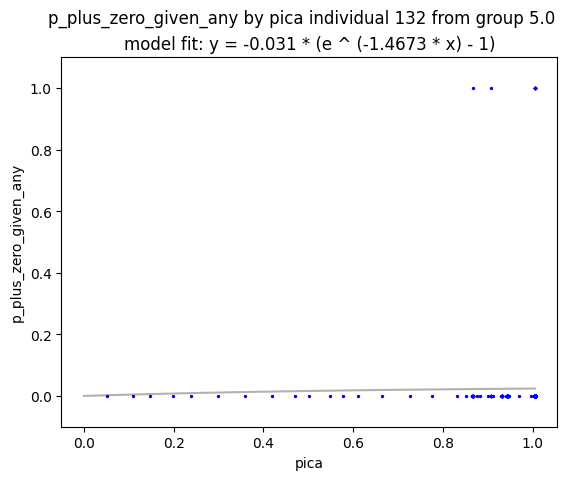 p_plus_zero_given_any by pica individual 132 from group 5.0
model fit: y = -0.031 * (e ^ (-1.4673 * x) - 1)
1.0
0.8
0.6
0.4
0.2
0.0
p_plus_zero_given_any
0.0 0.2 0.4 0.6 0.8 1.0
pica